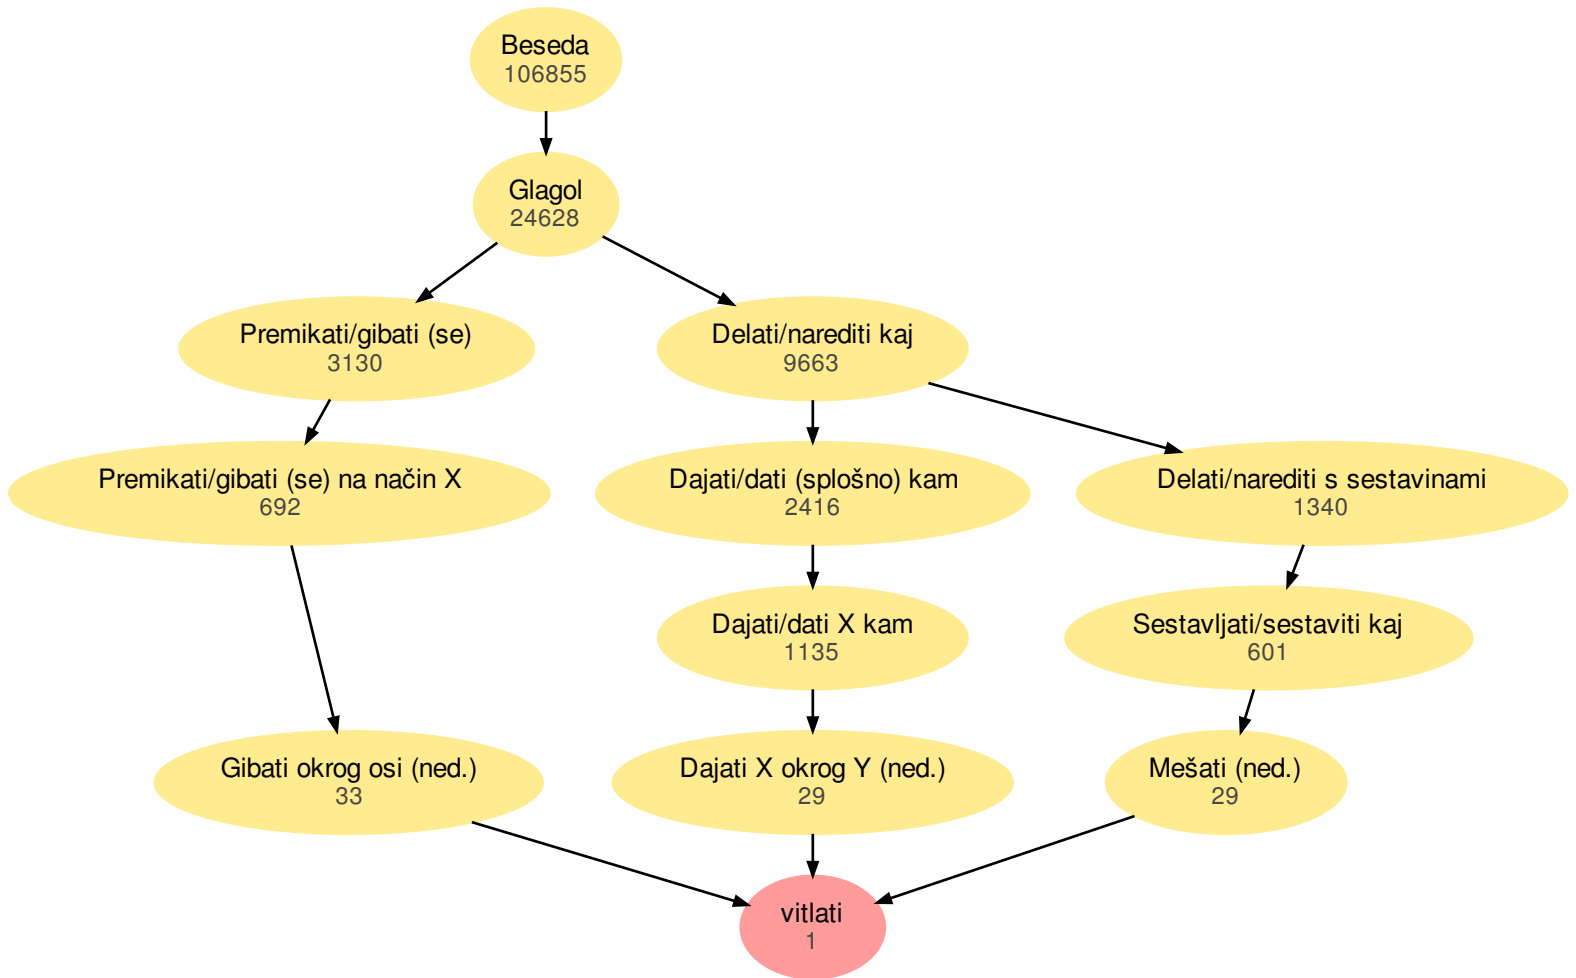 Beseda
106855
Glagol
24628
Premikati/gibati (se)
3130
Delati/narediti kaj
9663
Premikati/gibati (se) na način X
692
Dajati/dati (splošno) kam
2416
Delati/narediti s sestavinami
1340
Dajati/dati X kam
1135
Sestavljati/sestaviti kaj
601
Gibati okrog osi (ned.)
33
Dajati X okrog Y (ned.)
29
Mešati (ned.)
29
vitlati
1